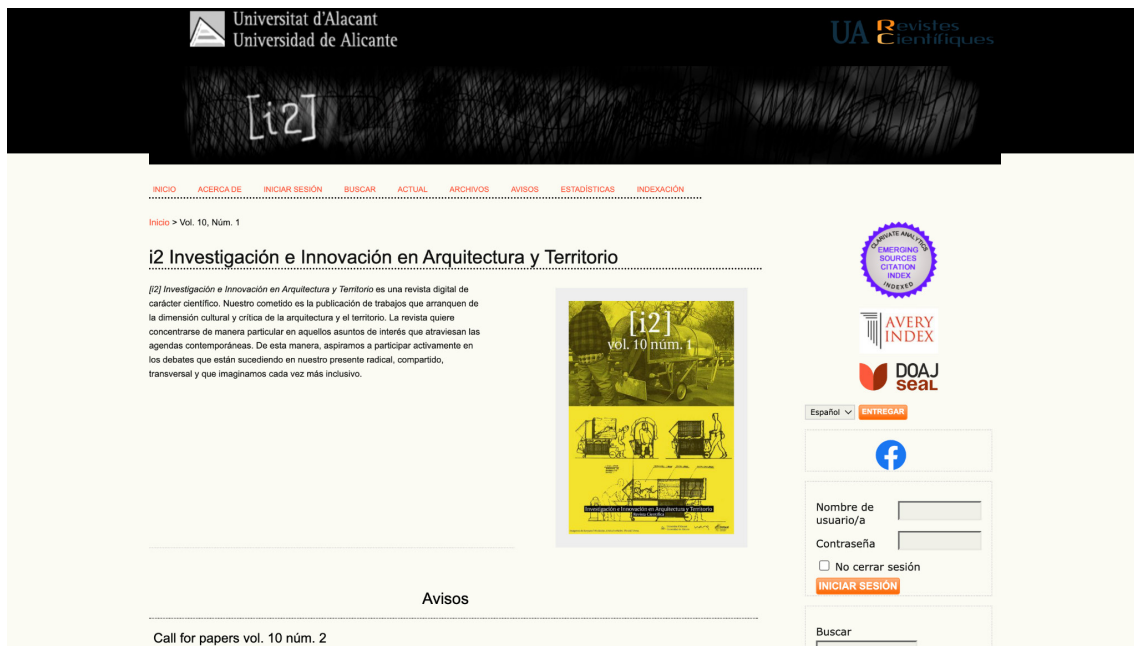 Universitat d'Alacant
Universidad de Alicante
UA Revistes
Científiques
[i2]
INICIO ACERCA DE INICIAR SESIÓN BUSCAR ACTUAL ARCHIVOS AVISOS ESTADÍSTICAS INDEXACIÓN
Inicio > Vol. 10, Núm. 1
i2 Investigación e Innovación en Arquitectura y Territorio
[i2] Investigación e Innovación en Arquitectura y Territorio es una revista digital de
carácter científico. Nuestro cometido es la publicación de trabajos que arranquen de
la dimensión cultural y crítica de la arquitectura y el territorio. La revista quiere
concentrarse de manera particular en aquellos asuntos de interés que atraviesan las
agendas contemporáneas. De esta manera, aspiramos a participar activamente en
los debates que están sucediendo en nuestro presente radical, compartido,
transversal y que imaginamos cada vez más inclusivo.
[i2]
vol. 10 núm. 1
Investigación e Innovación en Arquitectura y Territorio
Revista Científica
CLARIVATE ANALYTICS
EMERGING
SOURCES
CITATION
INDEX
INDEXED
AVERY
INDEX
DOAJ
SEAL
Español
ENTREGAR
Nombre de
usuario/a
Contraseña
No cerrar sesión
INICIAR SESIÓN
Avisos
Call for papers vol. 10 núm. 2
Buscar